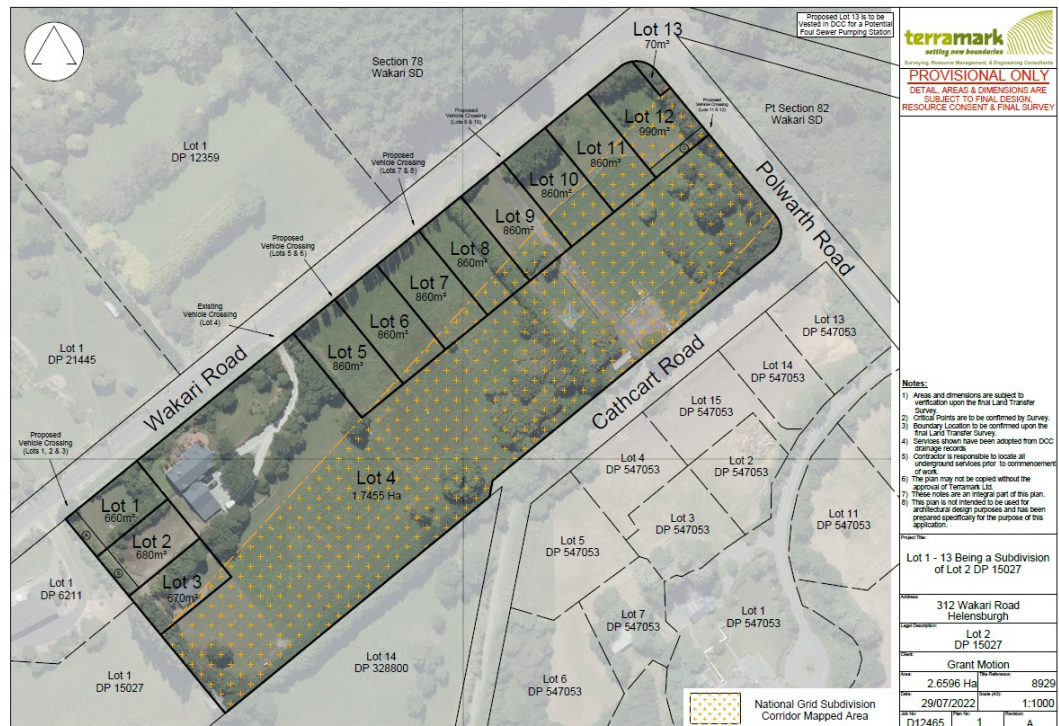 Proposed Lot 13 is to be
Vested in DCC for a Potential
Foul Sewer Pumping Station
Lot 13
70m²
Section 78
Wakari SD
Proposed
Vehicle Crossing
(Lots 11 & 12)
Pt Section 82
Wakari SD
Lot 12
990m²
Proposed
Vehicle Crossing
(Lots 9 & 10)
Lot 1
DP 12359
Lot 11
860m²
Proposed
Vehicle Crossing
(Lots 7 & 8)
Lot 10
860m²
Polwarth Road
Lot 9
860m²
Proposed
Vehicle Crossing
(Lots 5 & 6)
Lot 8
860m²
Lot 7
860m²
Existing
Vehicle Crossing
(Lot 4)
Lot 6
860m²
Lot 5
860m²
Lot 1
DP 21445
Wakari Road
Cathcart Road
Lot 13
DP 547053
Lot 14
DP 547053
Lot 15
DP 547053
Proposed
Vehicle Crossing
(Lots 1, 2 & 3)
Lot 4
1.7455 Ha
Lot 4
DP 547053
Lot 2
DP 547053
Lot 1
660m²
Lot 2
680m²
Lot 3
670m²
Lot 3
DP 547053
Lot 11
DP 547053
Lot 5
DP 547053
Lot 1
DP 6211
Lot 7
DP 547053
Lot 1
DP 547053
Lot 14
DP 328800
Lot 1
DP 15027
Lot 6
DP 547053
National Grid Subdivision
Corridor Mapped Area
terramark
setting new boundaries
Surveying, Resource Management, & Engineering Consultants
PROVISIONAL ONLY
DETAIL, AREAS & DIMENSIONS ARE
SUBJECT TO FINAL DESIGN,
RESOURCE CONSENT & FINAL SURVEY
Notes:
1) Areas and dimensions are subject to
verification upon the final Land Transfer
Survey.
2) Critical Points are to be confirmed by Survey.
3) Boundary Location to be confirmed upon the
final Land Transfer Survey.
4) Services shown have been adopted from DCC
drainage records
5) Contractor is responsible to locate all
underground services prior to commencement
of work.
6) The plan may not be copied without the
approval of Terramark Ltd.
7) These notes are an integral part of this plan.
8) This plan is not intended to be used for
architectural design purposes and has been
prepared specifically for the purpose of this
application.
Project Title:
Lot 1 - 13 Being a Subdivision
of Lot 2 DP 15027
Address:
312 Wakari Road
Helensburgh
Legal Description:
Lot 2
DP 15027
Client:
Grant Motion
Area:
2.6596 Ha
Title Reference:
8929
Date:
29/07/2022
Scale (A3):
1:1000
Job No:
D12465
Plan No:
1
Revision:
A